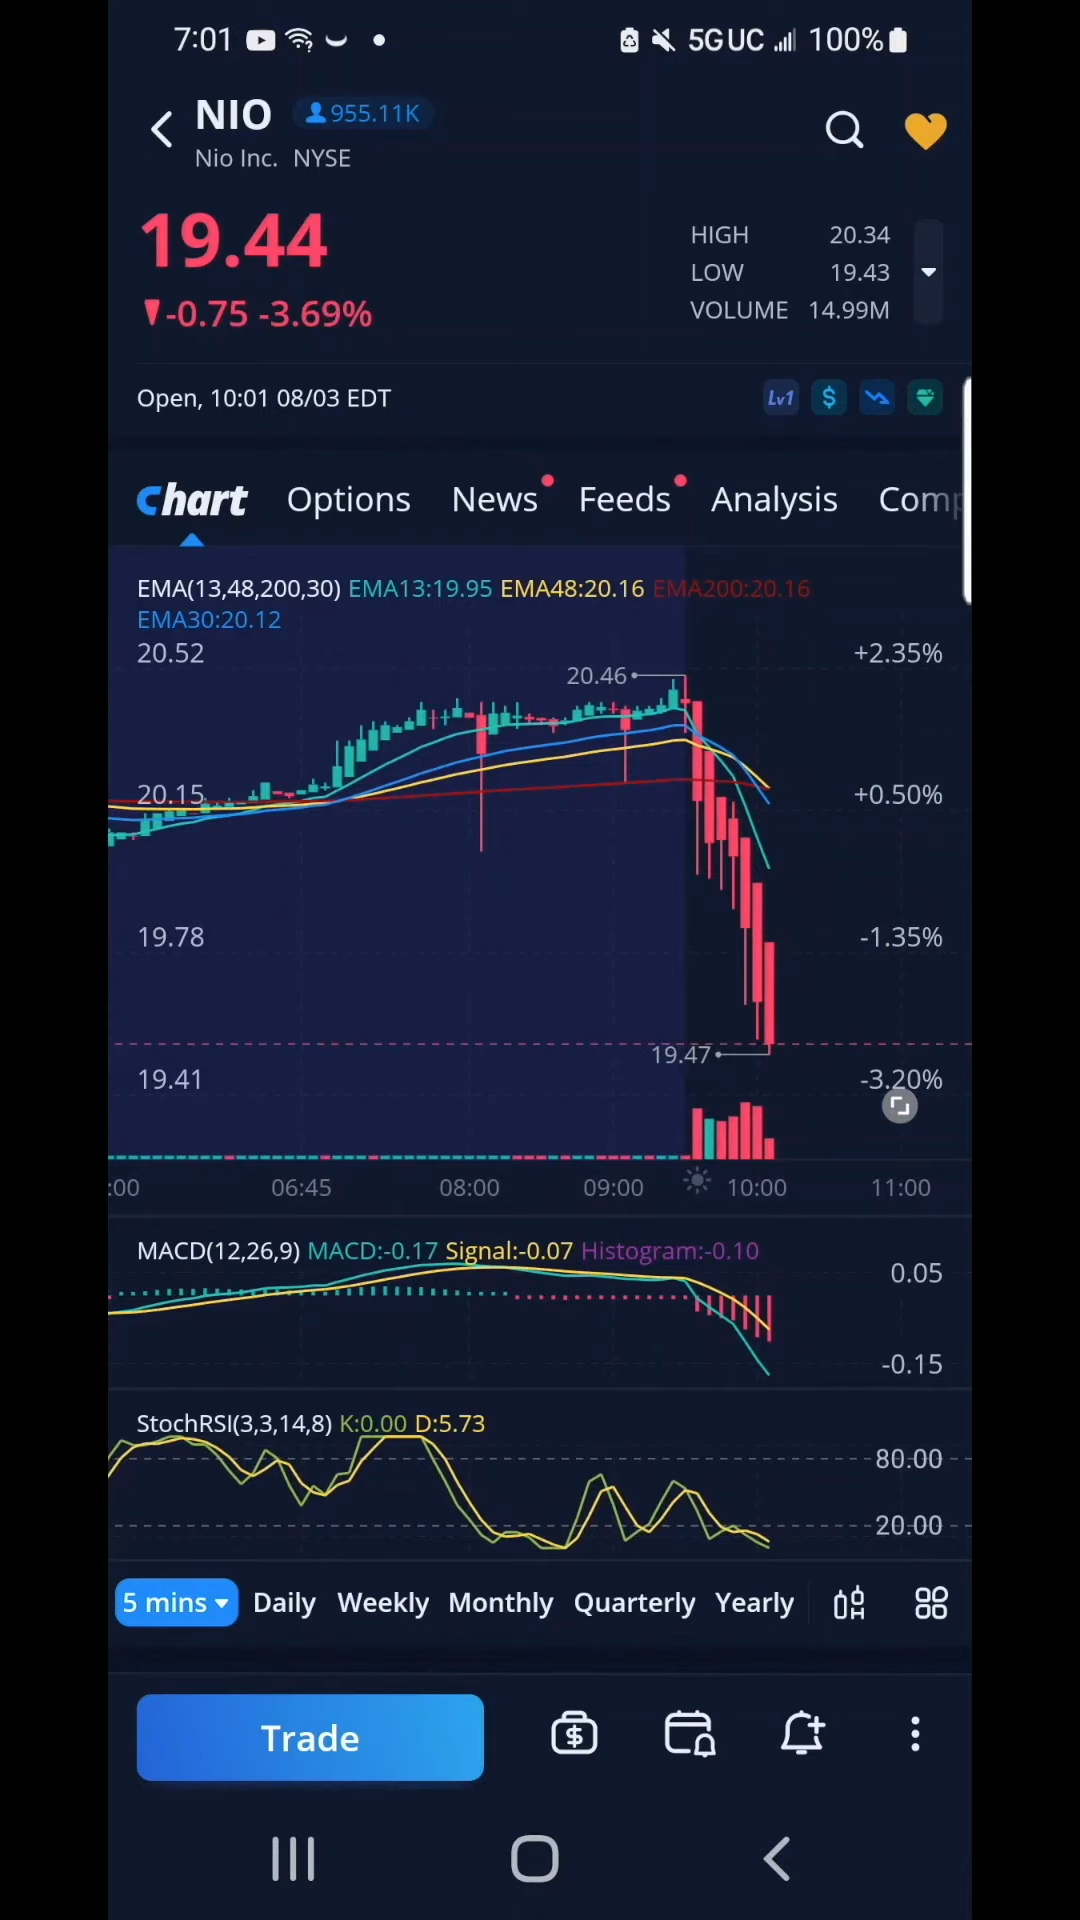 7:01 5G UC 100%
NIO 955.11K
Nio Inc. NYSE
19.44
-0.75 -3.69%
HIGH 20.34
LOW 19.43
VOLUME 14.99M
Open, 10:01 08/03 EDT
Lv1 $
Chart Options News Feeds Analysis Comp
EMA(13,48,200,30) EMA13:19.95 EMA48:20.16 EMA200:20.16
EMA30:20.12
20.52 +2.35%
20.46
20.15 +0.50%
19.78 -1.35%
19.47
19.41 -3.20%
:00 06:45 08:00 09:00 10:00 11:00
MACD(12,26,9) MACD:-0.17 Signal:-0.07 Histogram:-0.10
0.05
-0.15
StochRSI(3,3,14,8) K:0.00 D:5.73
80.00
20.00
5 mins Daily Weekly Monthly Quarterly Yearly
Trade